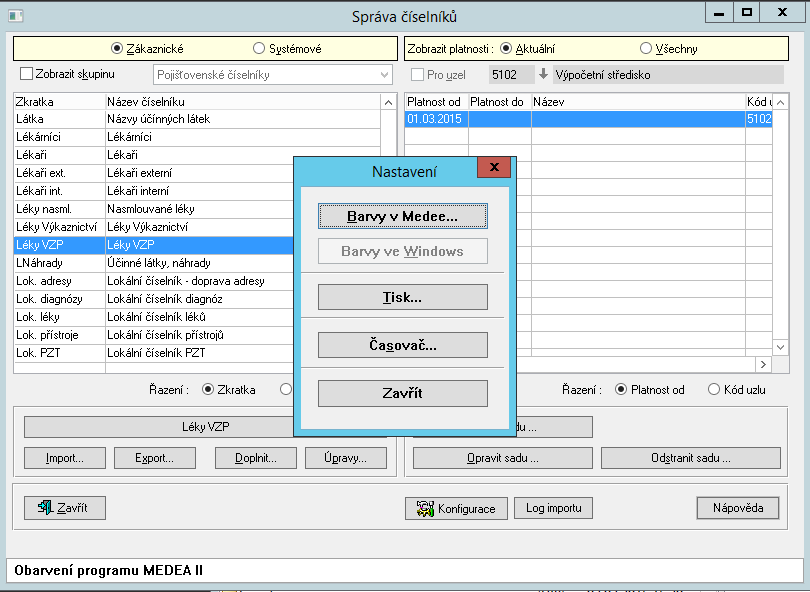 Správa číselníků
Zákaznické Systémové
Zobrazit platnosti : Aktuální Všechny
Zobrazit skupinu Pojišťovenské číselníky
Pro uzel 5102 Výpočetní středisko
Zkratka Název číselníku
Látka Názvy účinných látek
Lékárníci Lékárníci
Lékaři Lékaři
Lékaři ext. Lékaři externí
Lékaři int. Lékaři interní
Léky nasml. Nasmlouvané léky
Léky Výkaznictví Léky Výkaznictví
Léky VZP Léky VZP
LNáhrady Účinné látky, náhrady
Lok. adresy Lokální číselník - doprava adresy
Lok. diagnózy Lokální číselník diagnóz
Lok. léky Lokální číselník léků
Lok. přístroje Lokální číselník přístrojů
Lok. PZT Lokální číselník PZT
Platnost od Platnost do Název Kód u
01.03.2015 5102
Nastavení
Barvy v Medee...
Barvy ve Windows
Tisk...
Časovač...
Zavřít
Řazení : Zkratka
Řazení : Platnost od Kód uzlu
Léky VZP
du ...
Import... Export... Doplnit... Úpravy...
Opravit sadu ... Odstranit sadu ...
Zavřít Konfigurace Log importu Nápověda
Obarvení programu MEDEA II